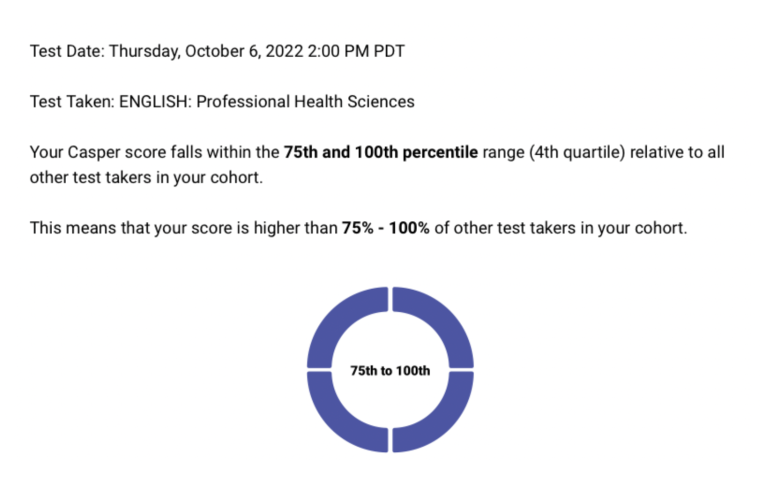 Test Date: Thursday, October 6, 2022 2:00 PM PDT
Test Taken: ENGLISH: Professional Health Sciences
Your Casper score falls within the 75th and 100th percentile range (4th quartile) relative to all
other test takers in your cohort.
This means that your score is higher than 75% - 100% of other test takers in your cohort.
75th to 100th